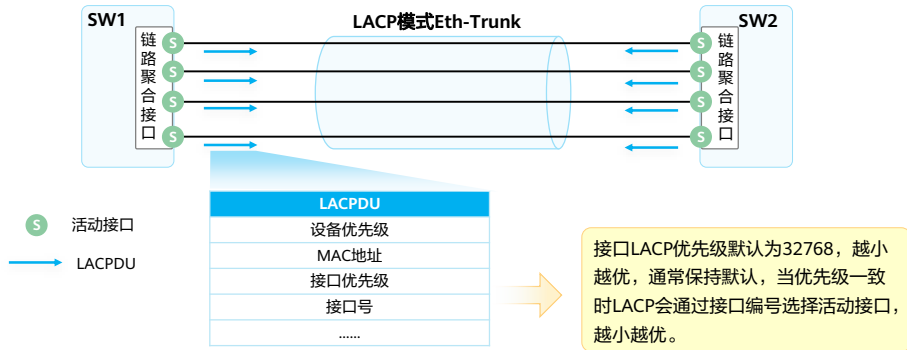 SW1
LACP模式Eth-Trunk
SW2
链路聚合接口
S
S
S
S
S
S
S
S
链路聚合接口
LACPDU
设备优先级
MAC地址
接口优先级
接口号
......
S
活动接口
LACPDU
接口LACP优先级默认为32768，越小
越优，通常保持默认，当优先级一致
时LACP会通过接口编号选择活动接口，
越小越优。